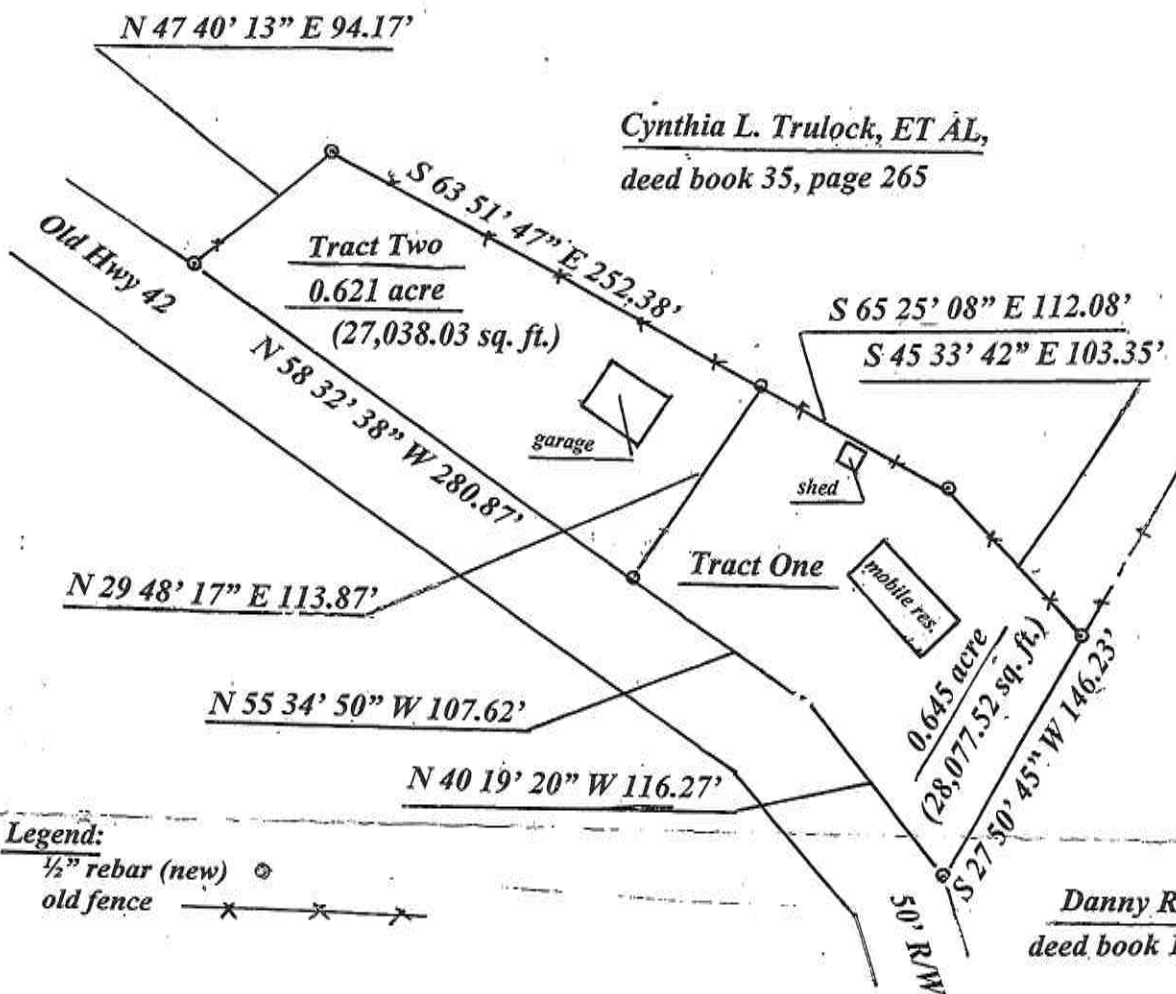 N 47 40’ 13” E 94.17’
Cynthia L. Trulock, ET AL,
deed book 35, page 265
S 63 51’ 47” E 252.38’
Old Hwy 42
Tract Two
0.621 acre
(27,038.03 sq. ft.)
S 65 25’ 08” E 112.08’
S 45 33’ 42” E 103.35’
N 58 32’ 38” W 280.87’
garage
shed
N 29 48’ 17” E 113.87’
Tract One
mobile res.
0.645 acre
(28,077.52 sq. ft.)
S 27 50’ 45” W 146.23’
N 55 34’ 50” W 107.62’
N 40 19’ 20” W 116.27’
Legend:
½” rebar (new)
old fence
50’ R/W
Danny R
deed book 1